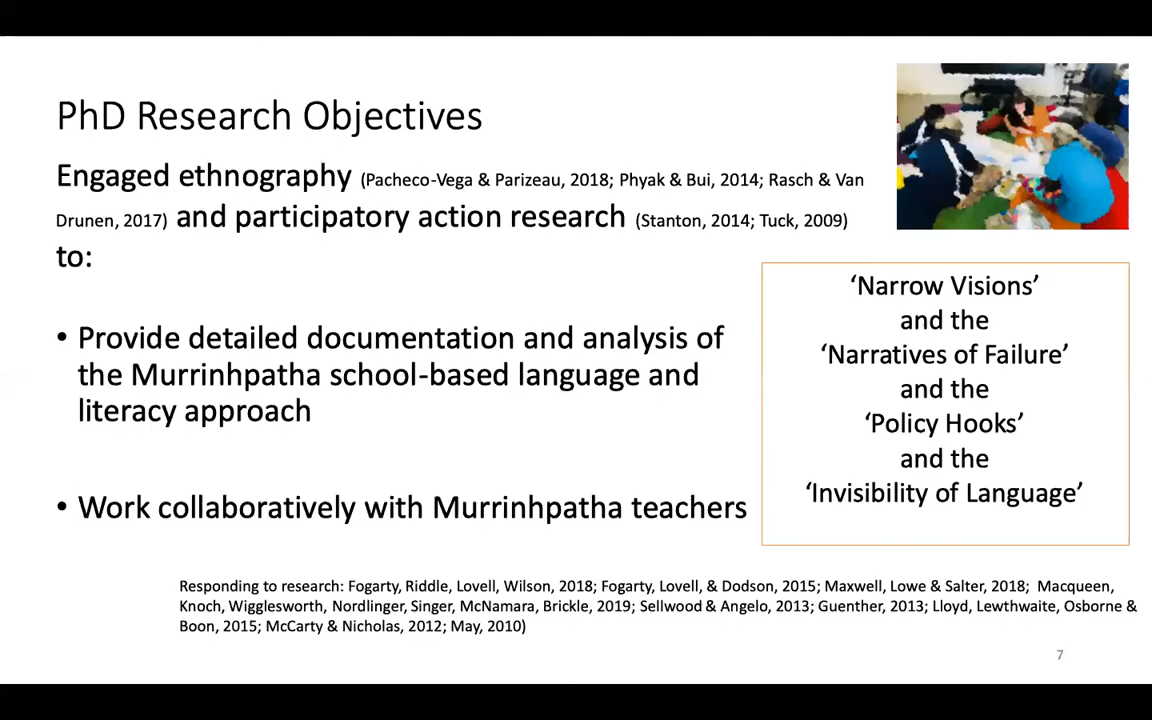 PhD Research Objectives
Engaged ethnography (Pacheco-Vega & Parizeau, 2018; Phyak & Bui, 2014; Rasch & Van
Drunen, 2017) and participatory action research (Stanton, 2014; Tuck, 2009)
to:
• Provide detailed documentation and analysis of
the Murrinhpatha school-based language and
literacy approach
• Work collaboratively with Murrinhpatha teachers
‘Narrow Visions’
and the
‘Narratives of Failure’
and the
‘Policy Hooks’
and the
‘Invisibility of Language’
Responding to research: Fogarty, Riddle, Lovell, Wilson, 2018; Fogarty, Lovell, & Dodson, 2015; Maxwell, Lowe & Salter, 2018; Macqueen,
Knoch, Wigglesworth, Nordlinger, Singer, McNamara, Brickle, 2019; Sellwood & Angelo, 2013; Guenther, 2013; Lloyd, Lewthwaite, Osborne &
Boon, 2015; McCarty & Nicholas, 2012; May, 2010)
7